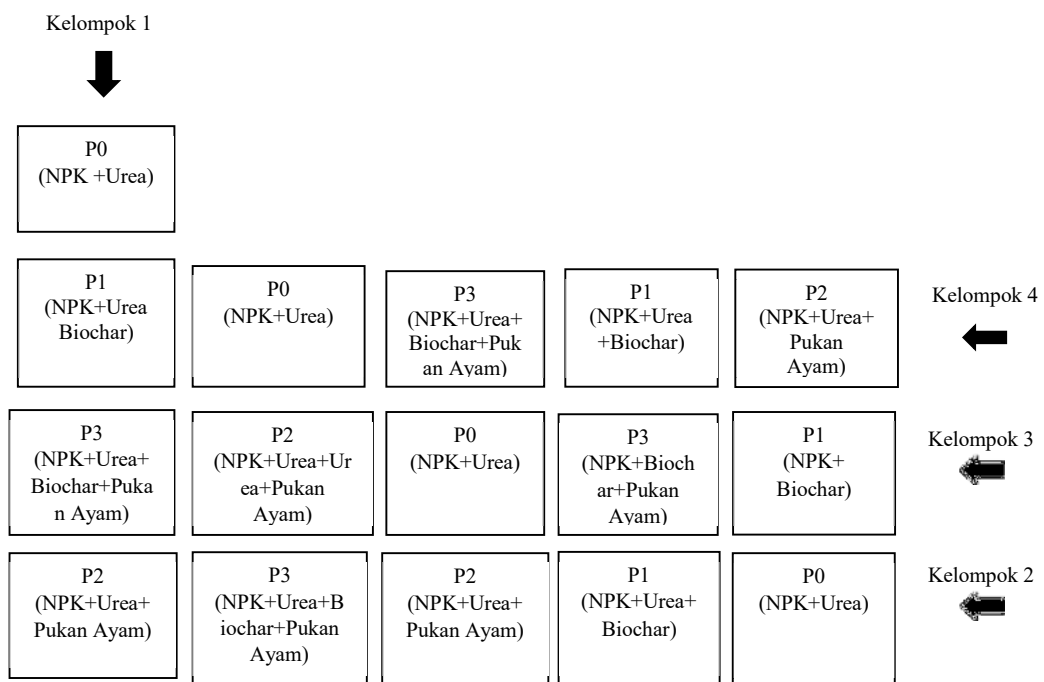 Kelompok 1
P0
(NPK +Urea)
P1
(NPK+Urea
Biochar)
P0
(NPK+Urea)
P3
(NPK+Urea+
Biochar+Puk
an Ayam)
P1
(NPK+Urea
+Biochar)
P2
(NPK+Urea+
Pukan
Ayam)
Kelompok 4
P3
(NPK+Urea+
Biochar+Puka
n Ayam)
P2
(NPK+Urea+Ur
ea+Pukan
Ayam)
P0
(NPK+Urea)
P3
(NPK+Bioch
ar+Pukan
Ayam)
P1
(NPK+
Biochar)
Kelompok 3
P2
(NPK+Urea+
Pukan Ayam)
P3
(NPK+Urea+B
iochar+Pukan
Ayam)
P2
(NPK+Urea+
Pukan Ayam)
P1
(NPK+Urea+
Biochar)
P0
(NPK+Urea)
Kelompok 2